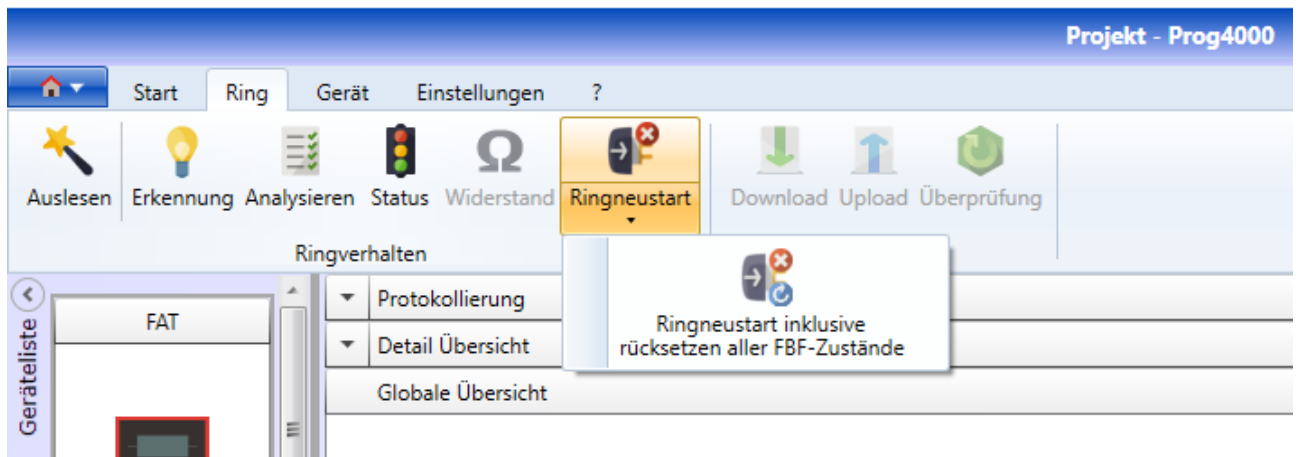 Projekt - Prog4000
Start Ring Gerät Einstellungen ?
Auslesen Erkennung Analysieren Status Widerstand Ringneustart Download Upload Überprüfung
Ringverhalten
Geräteliste
FAT
Protokollierung
Detail Übersicht
Globale Übersicht
Ringneustart inklusive
rücksetzen aller FBF-Zustände